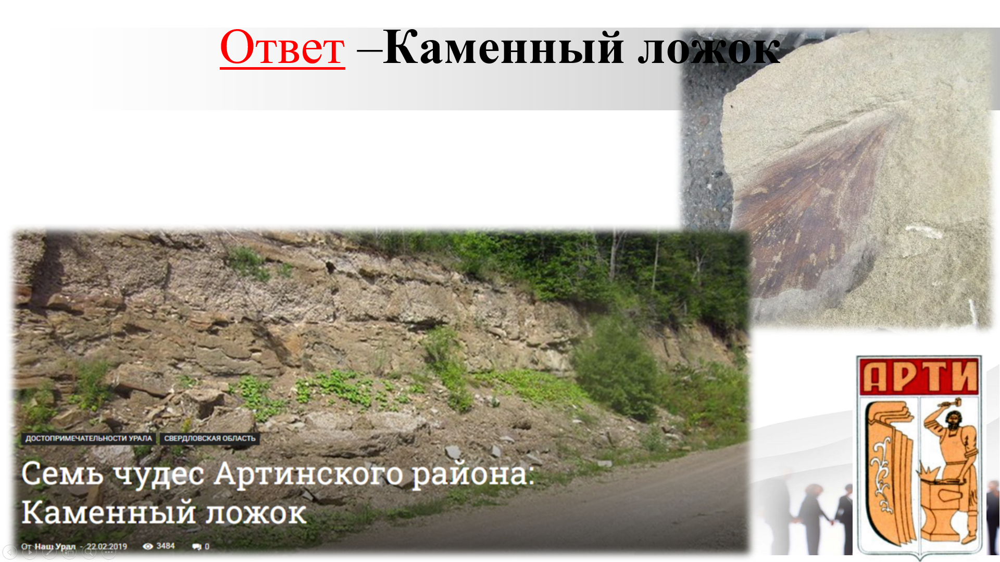 Ответ –Каменный ложок
ДОСТОПРИМЕЧАТЕЛЬНОСТИ УРАЛА СВЕРДЛОВСКАЯ ОБЛАСТЬ
Семь чудес Артинского района:
Каменный ложок
От Наш Урал - 22.02.2019 3484 0
АРТИ